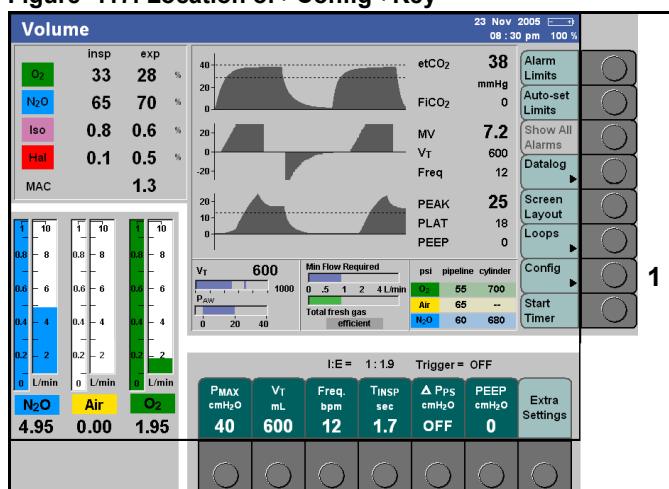 Figure 117: Location of >Config< Key
Volume
23 Nov 2005
08 : 30 pm 100 %
insp exp
O2 33 28 %
N2O 65 70 %
Iso 0.8 0.6 %
Hal 0.1 0.5 %
MAC 1.3
40
20
0
etCO2 38
mmHg
FiCO2 0
20
0
-20
MV 7.2
VT 600
Freq 12
20
10
0
PEAK 25
PLAT 18
PEEP 0
Alarm
Limits
Auto-set
Limits
Show All
Alarms
Datalog
Screen
Layout
Loops
Config
Start
Timer
1
1 10 1 10 1 10
0.8 8 0.8 8 0.8 8
0.6 6 0.6 6 0.6 6
0.4 4 0.4 4 0.4 4
0.2 2 0.2 2 0.2 2
0 L/min 0 L/min 0 L/min
N2O Air O2
4.95 0.00 1.95
VT 600
1000
PAW
0 20 40
Min Flow Required
0 .5 1 2 4 L/min
Total fresh gas
efficient
psi pipeline cylinder
O2 55 700
Air 65 --
N2O 60 680
I:E = 1 : 1.9 Trigger = OFF
PMAX
cmH2O
40
VT
mL
600
Freq.
bpm
12
TINSP
sec
1.7
Δ PPS
cmH2O
OFF
PEEP
cmH2O
0
Extra
Settings